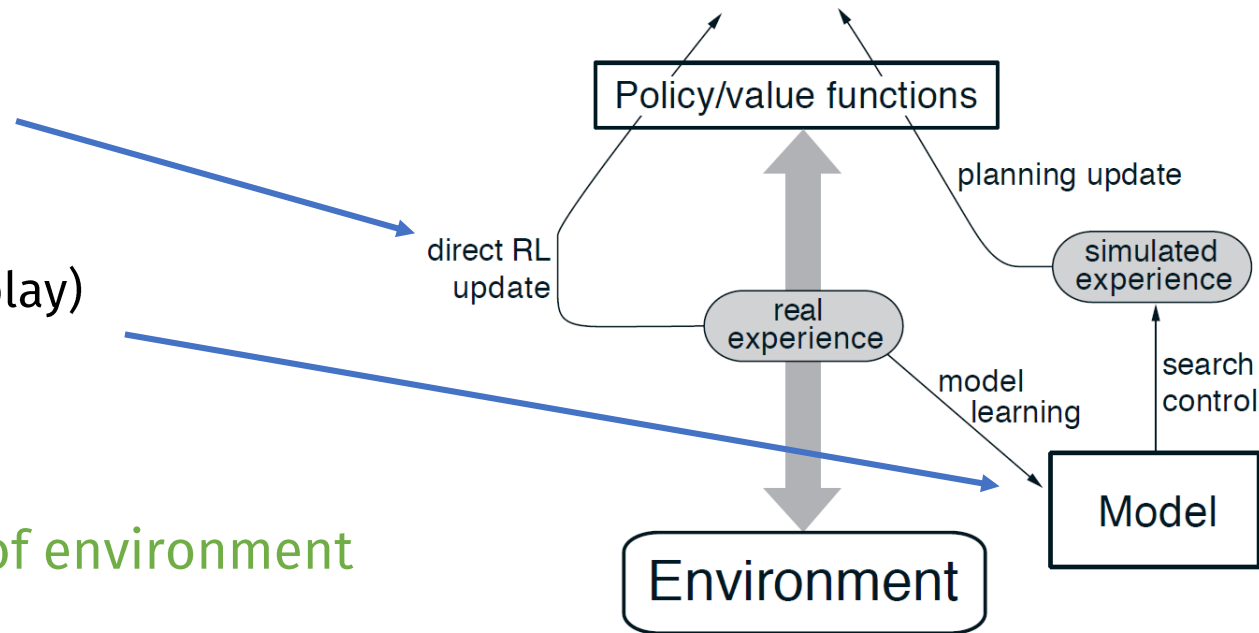 Policy/value functions
planning update
direct RL
update
simulated
experience
real
experience
play)
search
control
model
learning
Model
of environment
Environment